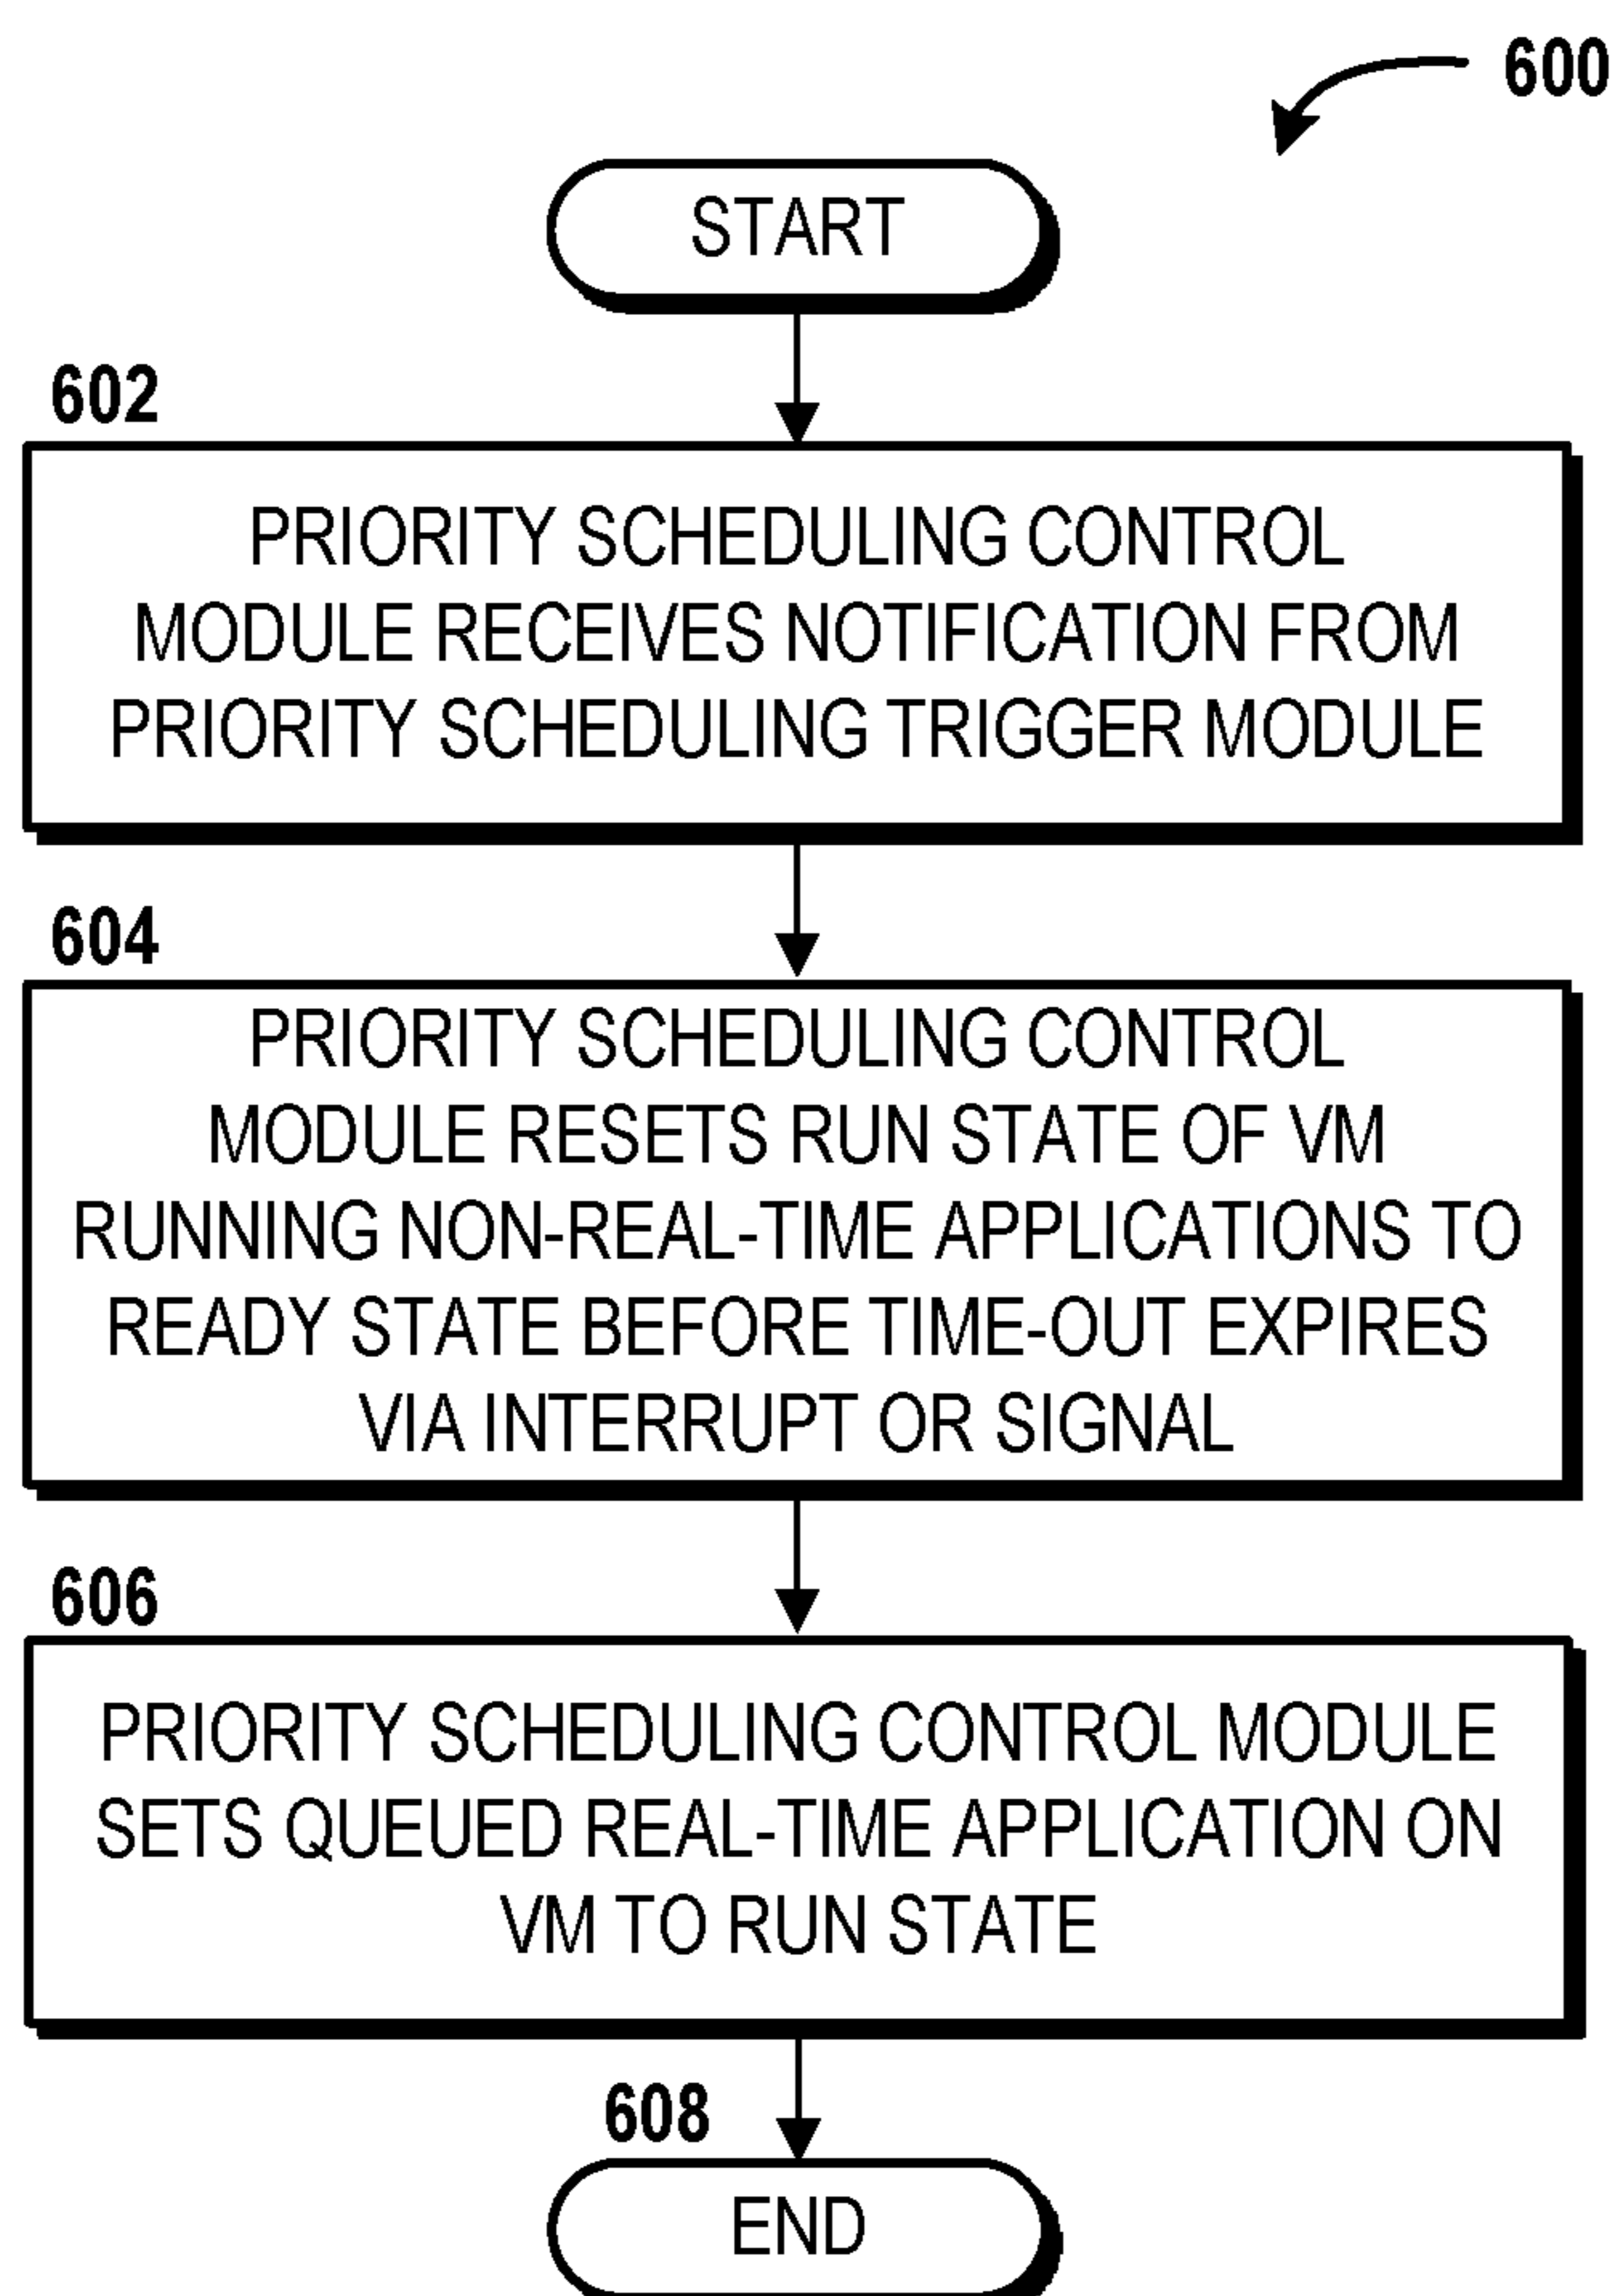 600
START
602
PRIORITY SCHEDULING CONTROL
MODULE RECEIVES NOTIFICATION FROM
PRIORITY SCHEDULING TRIGGER MODULE
604
PRIORITY SCHEDULING CONTROL
MODULE RESETS RUN STATE OF VM
RUNNING NON-REAL-TIME APPLICATIONS TO
READY STATE BEFORE TIME-OUT EXPIRES
VIA INTERRUPT OR SIGNAL
606
PRIORITY SCHEDULING CONTROL MODULE
SETS QUEUED REAL-TIME APPLICATION ON
VM TO RUN STATE
608
END